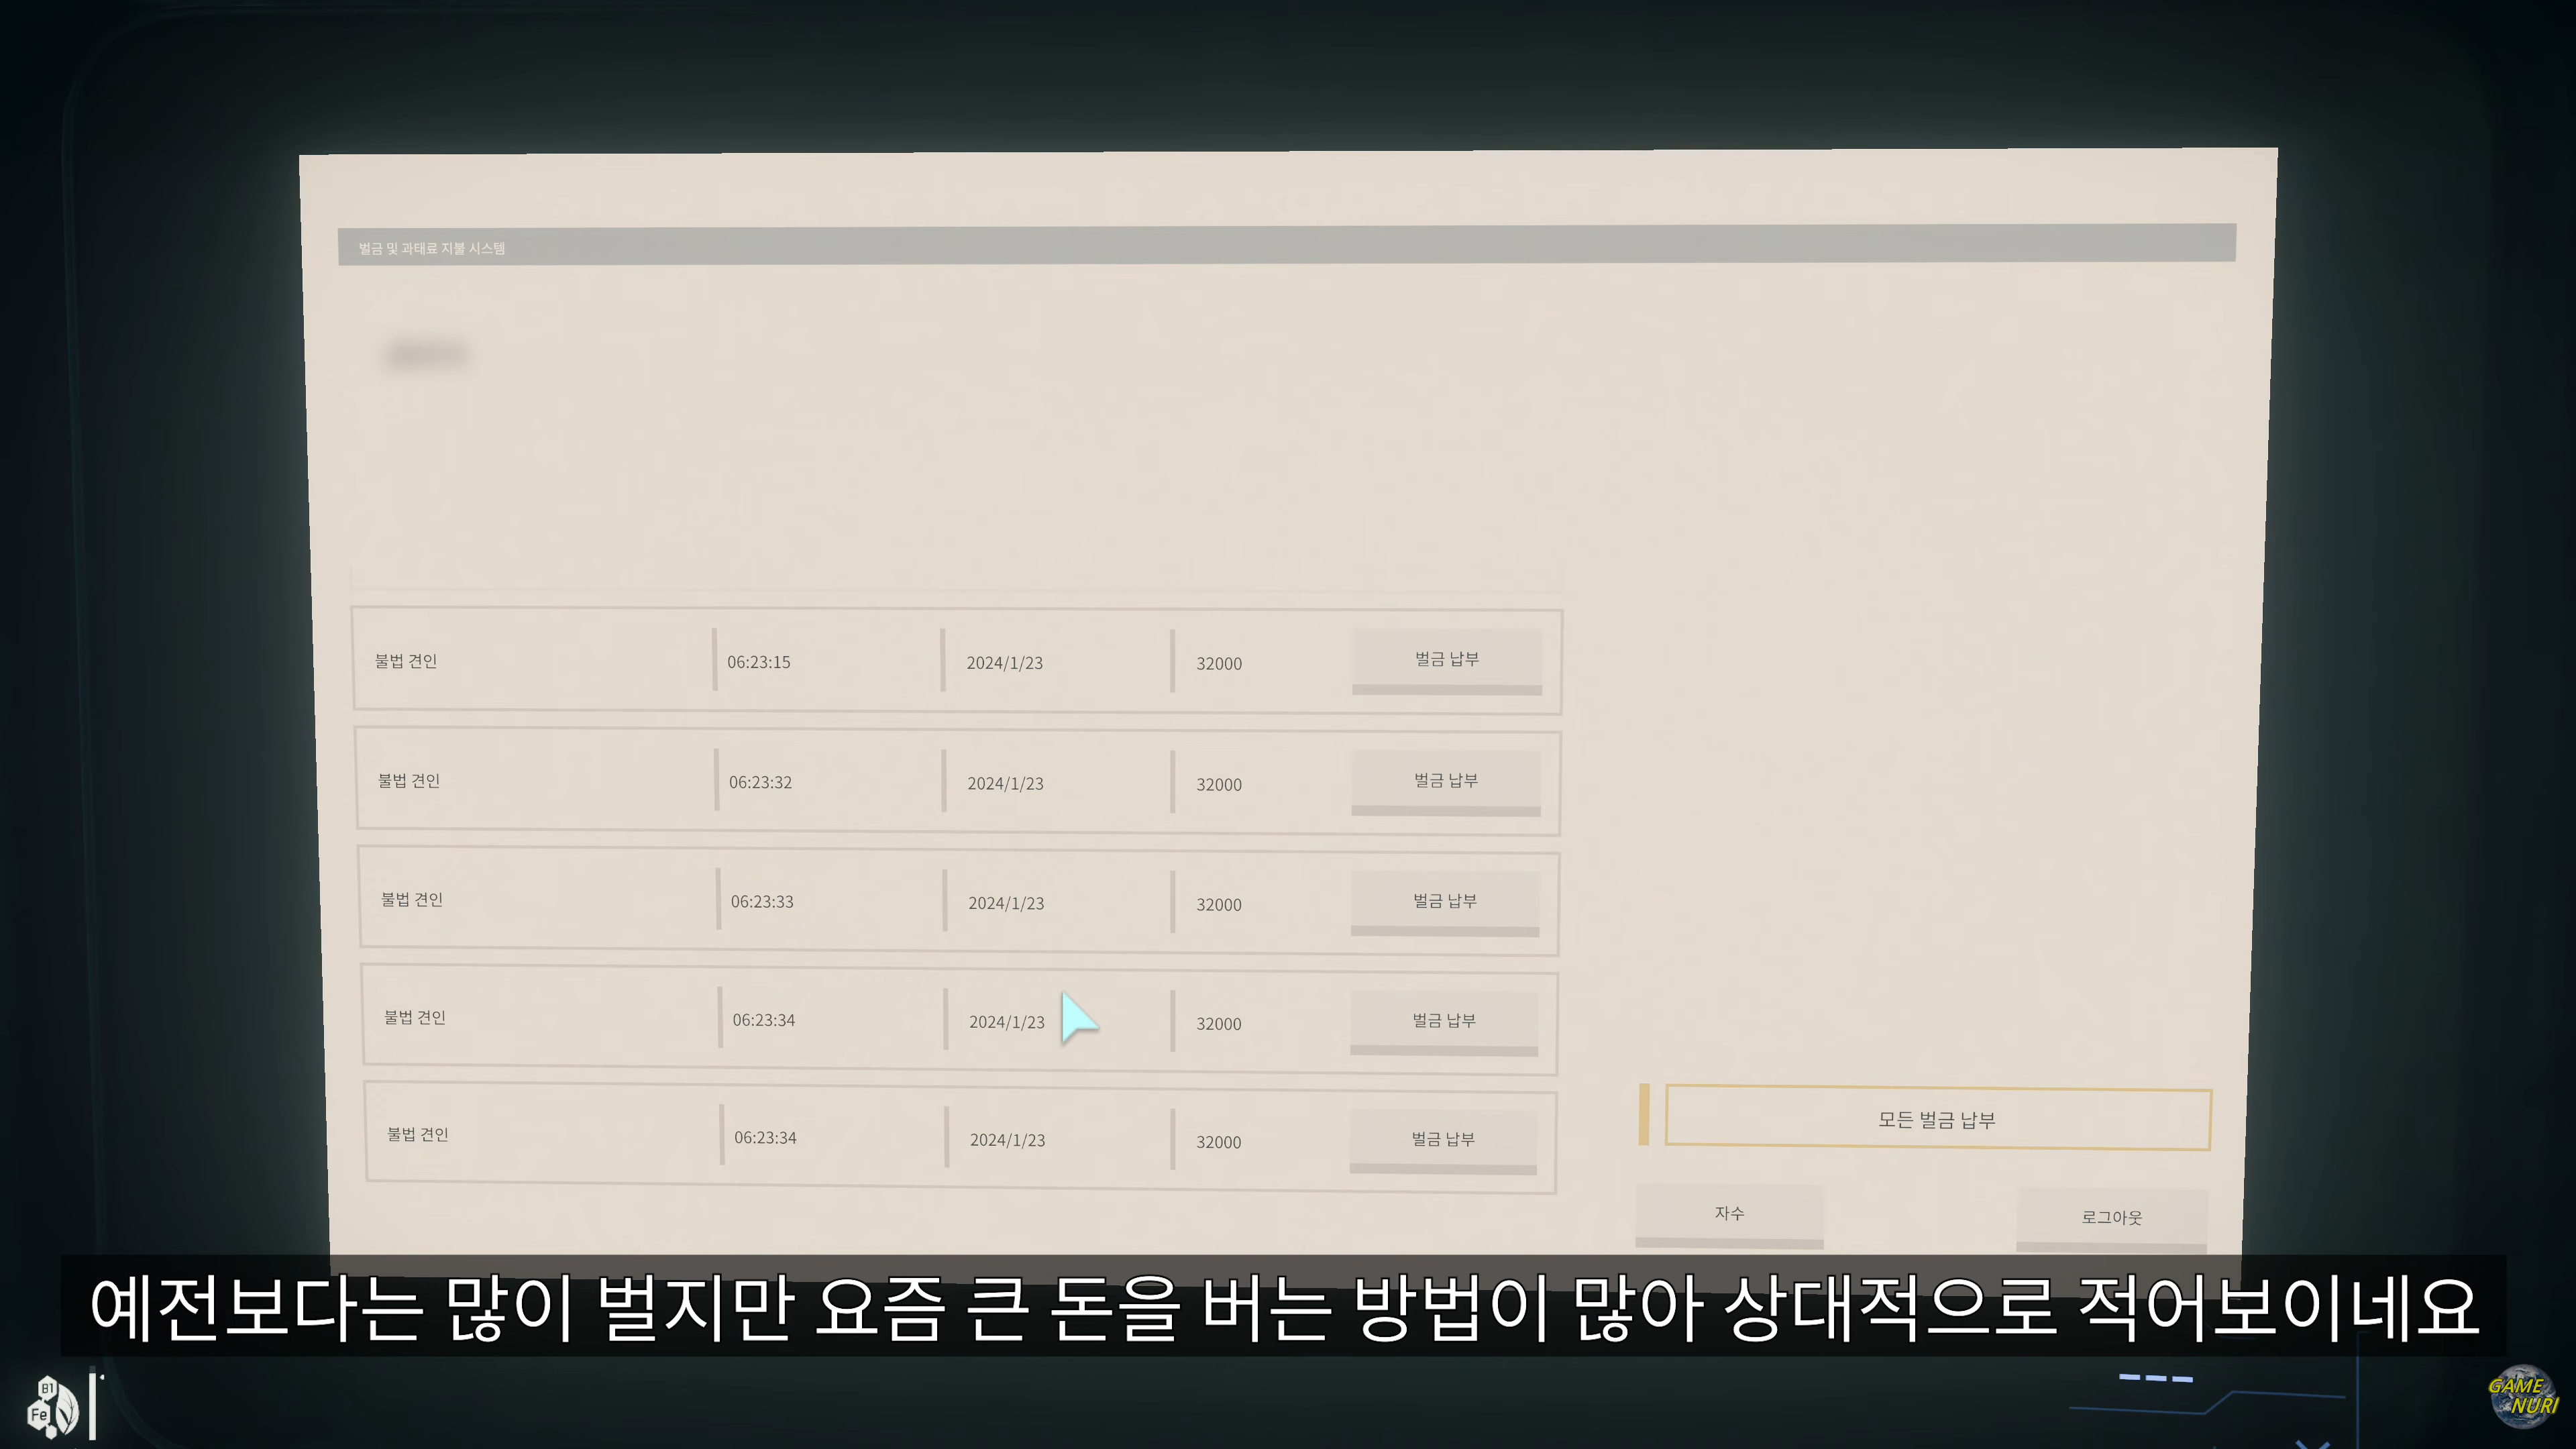 벌금 및 과태료 지불 시스템
불법 견인 06:23:15 2024/1/23 32000 벌금 납부
불법 견인 06:23:32 2024/1/23 32000 벌금 납부
불법 견인 06:23:33 2024/1/23 32000 벌금 납부
불법 견인 06:23:34 2024/1/23 32000 벌금 납부
불법 견인 06:23:34 2024/1/23 32000 벌금 납부
모든 벌금 납부
자수 로그아웃
예전보다는 많이 벌지만 요즘 큰 돈을 버는 방법이 많아 상대적으로 적어보이네요
B1
Fe
GAME
NURI